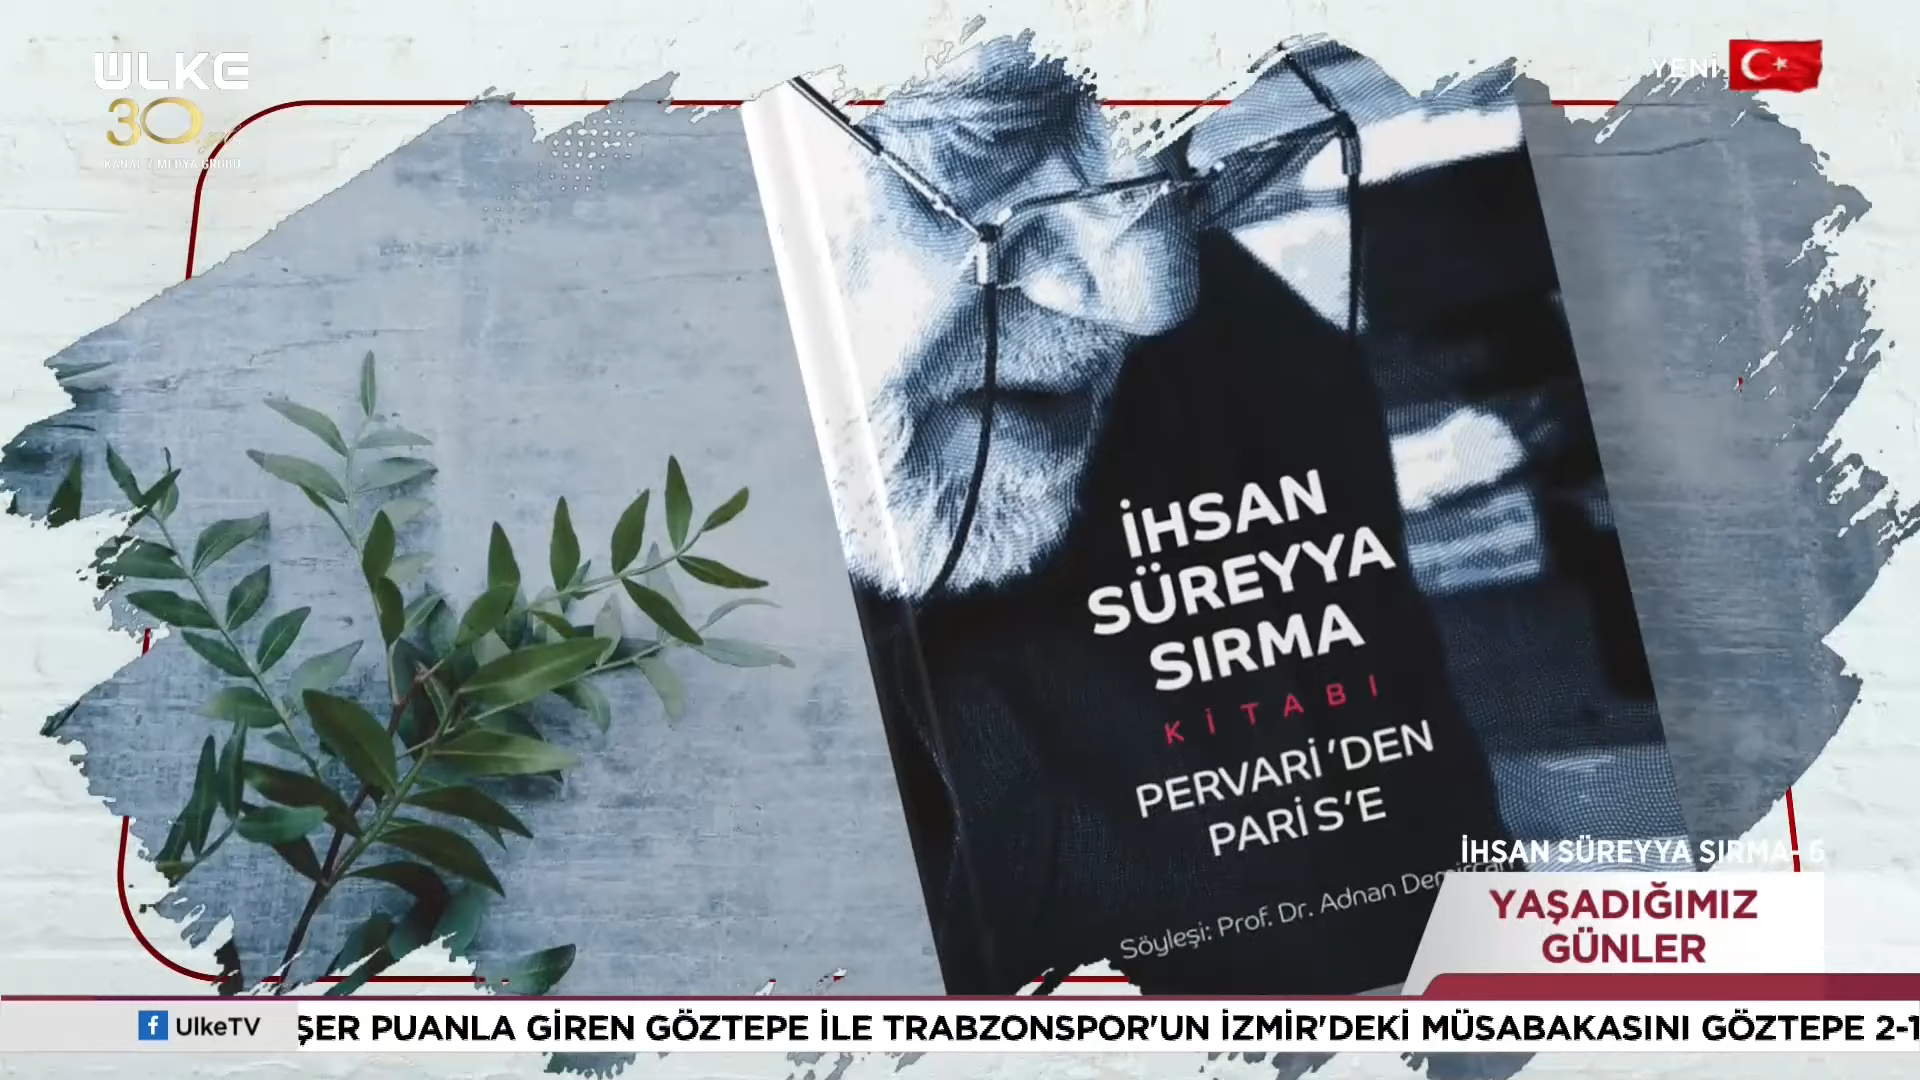 ÜLKE
30
KANAL 7 MEDYA GRUBU
YENİ
İHSAN
SÜREYYA
SIRMA
KİTABI
PERVARİ'DEN
PARİS'E
Söyleşi: Prof. Dr. Adnan Demircan
İHSAN SÜREYYA SIRMA- 6
YAŞADIĞIMIZ
GÜNLER
UlkeTV
ŞER PUANLA GİREN GÖZTEPE İLE TRABZONSPOR'UN İZMİR'DEKİ MÜSABAKASINI GÖZTEPE 2-1